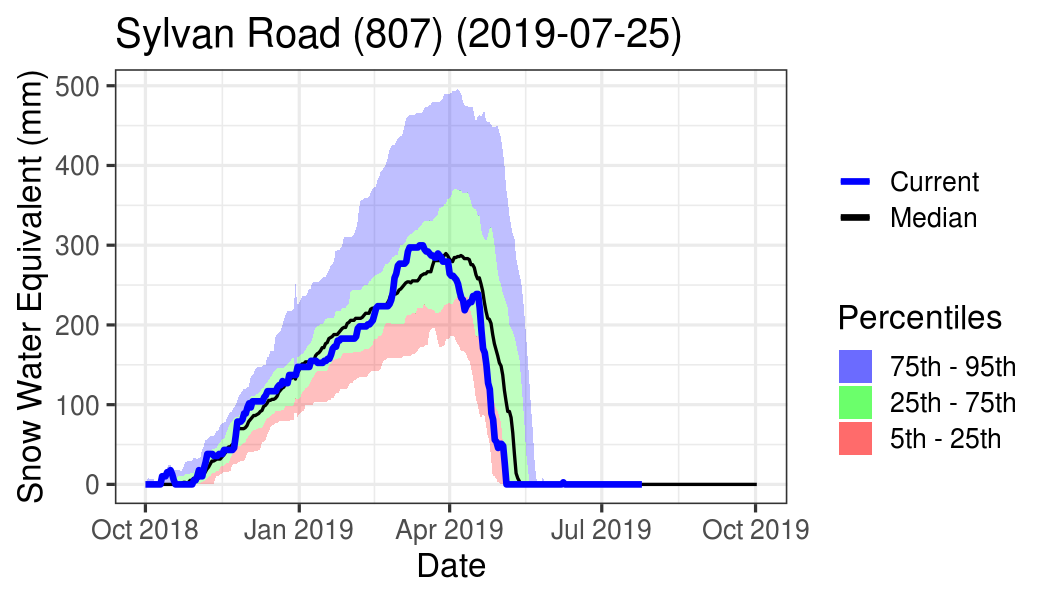 Sylvan Road (807) (2019-07-25)
Snow Water Equivalent (mm)
500
400
300
200
100
0
Oct 2018
Jan 2019
Apr 2019
Jul 2019
Oct 2019
Date
Current
Median
Percentiles
75th - 95th
25th - 75th
5th - 25th